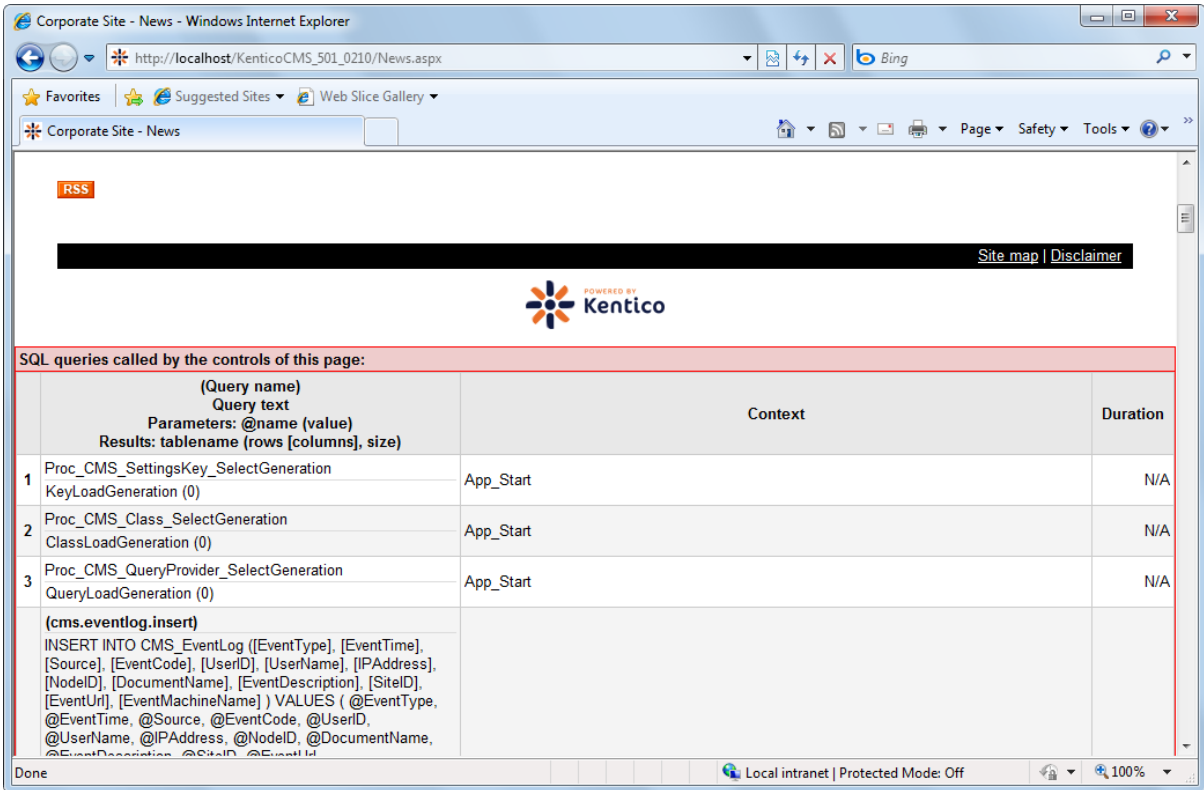 Corporate Site - News - Windows Internet Explorer
http://localhost/KenticoCMS_501_0210/News.aspx
Bing
Favorites
Suggested Sites
Web Slice Gallery
Corporate Site - News
Page
Safety
Tools
RSS
Site map | Disclaimer
POWERED BY
Kentico
SQL queries called by the controls of this page:
(Query name)
Query text
Parameters: @name (value)
Results: tablename (rows [columns], size)
Context
Duration
1
Proc_CMS_SettingsKey_SelectGeneration
KeyLoadGeneration (0)
App_Start
N/A
2
Proc_CMS_Class_SelectGeneration
ClassLoadGeneration (0)
App_Start
N/A
3
Proc_CMS_QueryProvider_SelectGeneration
QueryLoadGeneration (0)
App_Start
N/A
(cms.eventlog.insert)
INSERT INTO CMS_EventLog ([EventType], [EventTime],
[Source], [EventCode], [UserID], [UserName], [IPAddress],
[NodeID], [DocumentName], [EventDescription], [SiteID],
[EventUrl], [EventMachineName] ) VALUES ( @EventType,
@EventTime, @Source, @EventCode, @UserID,
@UserName, @IPAddress, @NodeID, @DocumentName,
@EventDescription, @SiteID, @EventUrl
Done
Local intranet | Protected Mode: Off
100%